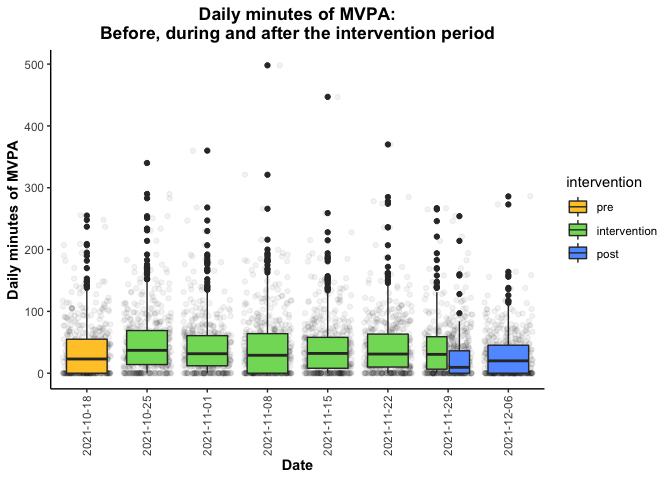 Daily minutes of MVPA:
Before, during and after the intervention period
Daily minutes of MVPA
500
400
300
200
100
0
2021-10-18
2021-10-25
2021-11-01
2021-11-08
2021-11-15
2021-11-22
2021-11-29
2021-12-06
Date
intervention
pre
intervention
post